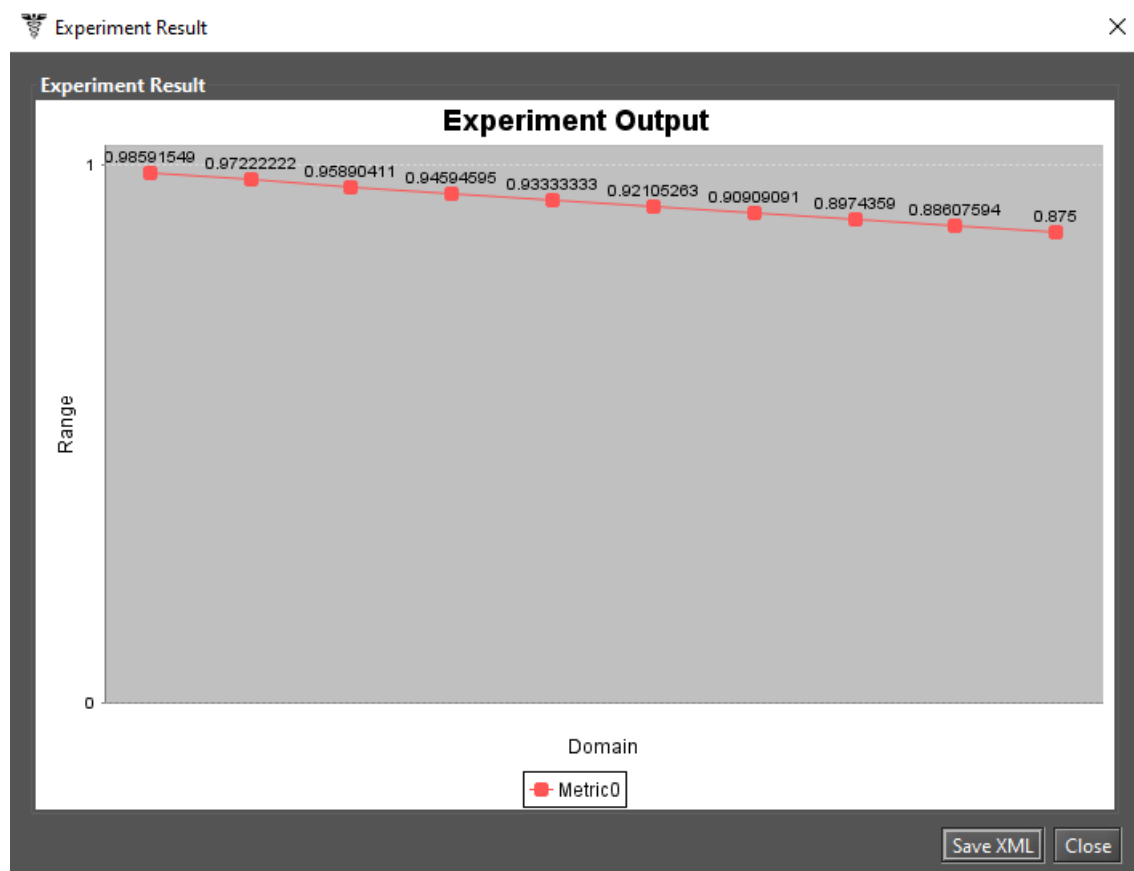 Experiment Result
Experiment Result
Experiment Output
1
0.98591549
0.97222222
0.95890411
0.94594595
0.93333333
0.92105263
0.90909091
0.8974359
0.88607594
0.875
Range
0
Domain
Metric0
Save XML
Close